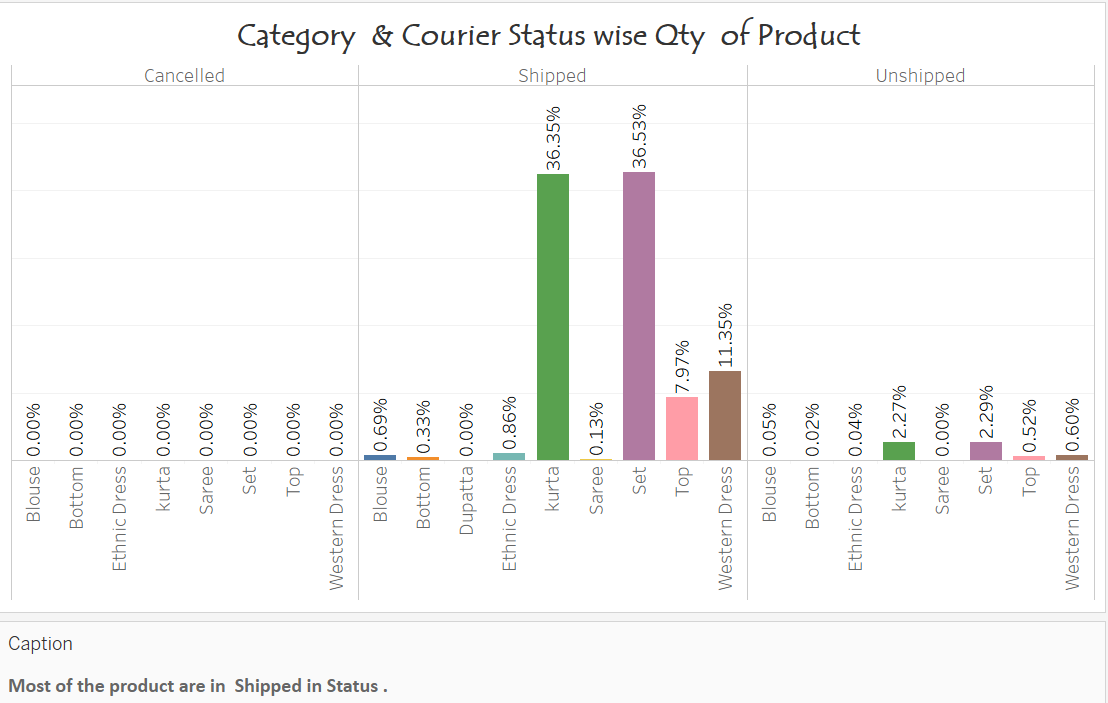 Category & Courier Status wise Qty of Product
Cancelled Shipped Unshipped
0.00% 0.00% 0.00% 0.00% 0.00% 0.00% 0.00% 0.00% 0.69% 0.33% 0.00% 0.86% 36.35% 0.13% 36.53% 7.97% 11.35% 0.05% 0.02% 0.04% 2.27% 0.00% 2.29% 0.52% 0.60%
Blouse Bottom Ethnic Dress kurta Saree Set Top Western Dress Blouse Bottom Dupatta Ethnic Dress kurta Saree Set Top Western Dress Blouse Bottom Ethnic Dress kurta Saree Set Top Western Dress
Caption
Most of the product are in Shipped in Status .